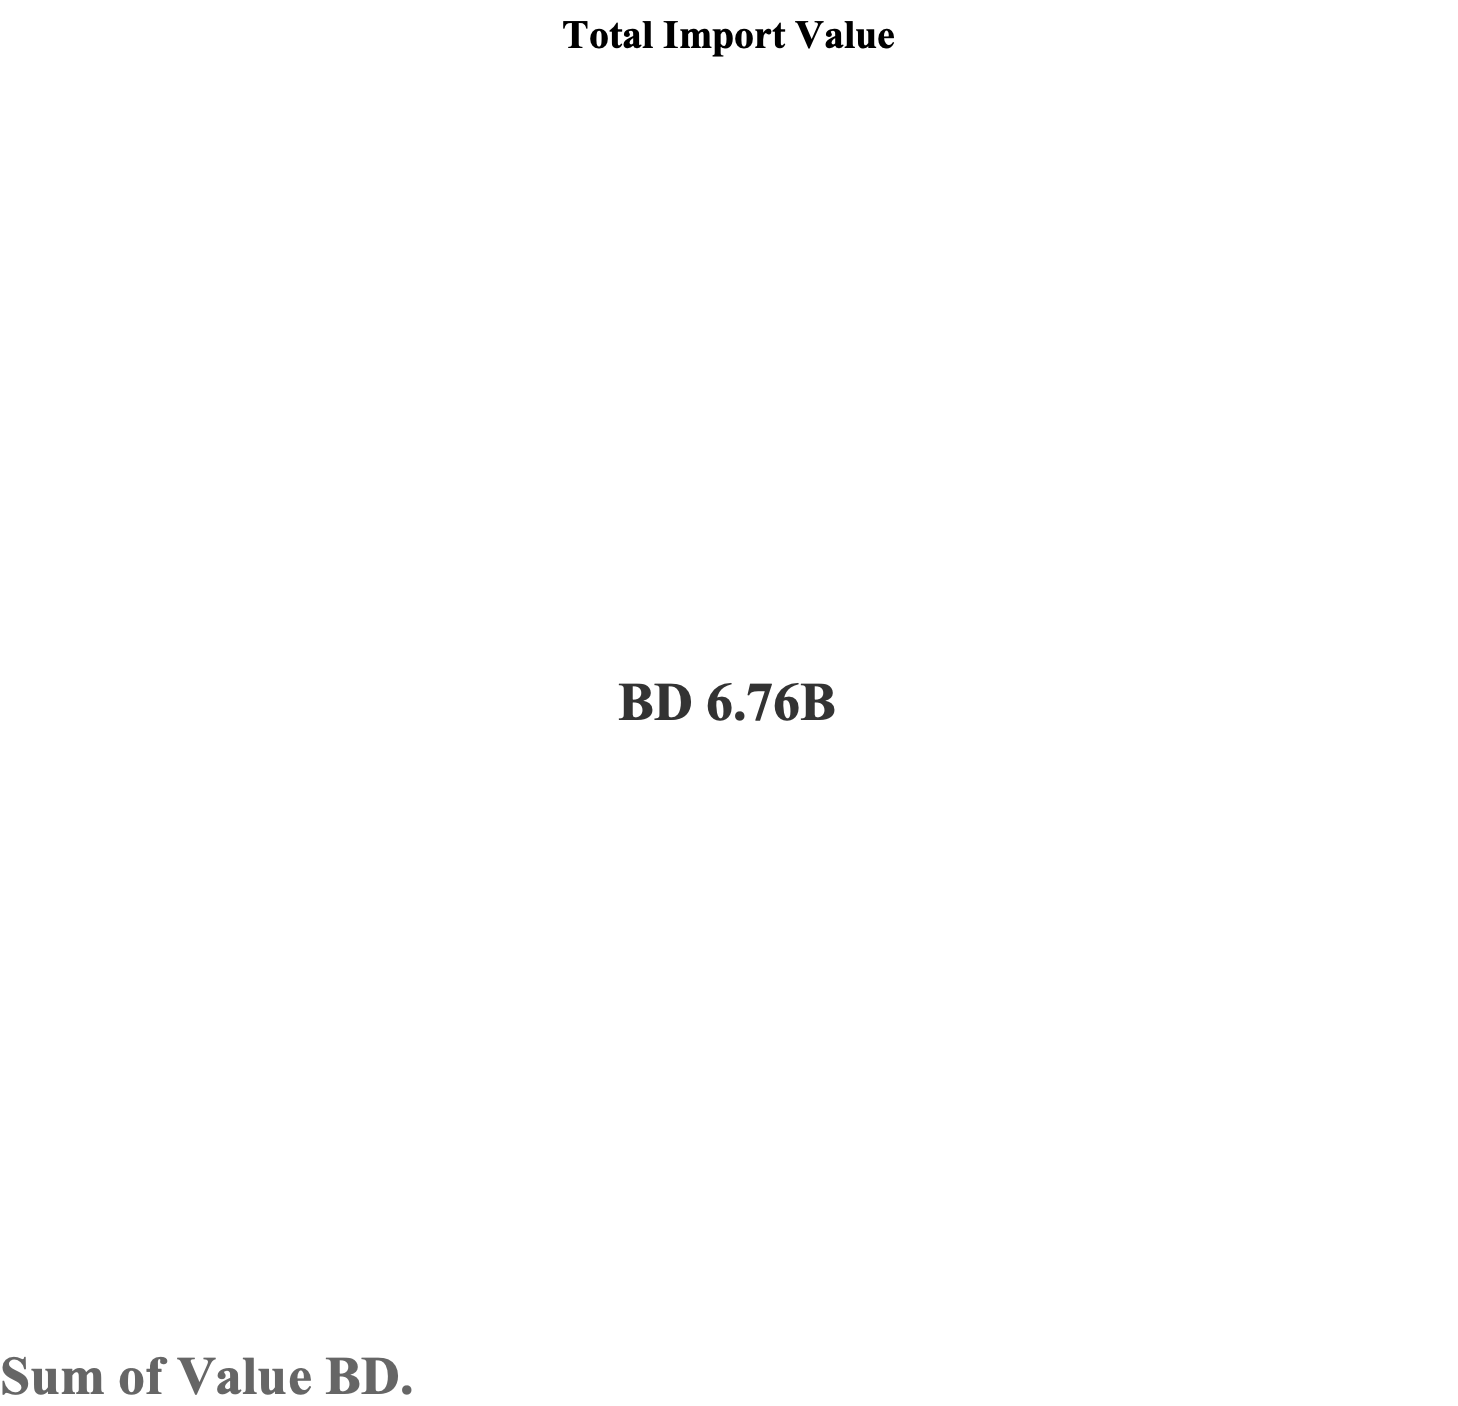 Total Import Value
BD 6.76B
Sum of Value BD.